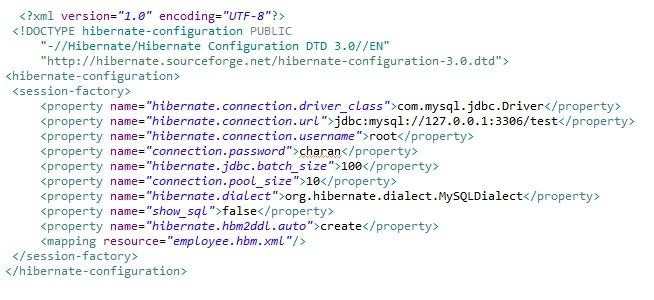 <?xml version="1.0" encoding="UTF-8"?>
<!DOCTYPE hibernate-configuration PUBLIC
"-//Hibernate/Hibernate Configuration DTD 3.0//EN"
"http://hibernate.sourceforge.net/hibernate-configuration-3.0.dtd">
<hibernate-configuration>
<session-factory>
<property name="hibernate.connection.driver_class">com.mysql.jdbc.Driver</property>
<property name="hibernate.connection.url">jdbc:mysql://127.0.0.1:3306/test</property>
<property name="hibernate.connection.username">root</property>
<property name="connection.password">charan</property>
<property name="hibernate.jdbc.batch_size">100</property>
<property name="connection.pool_size">10</property>
<property name="hibernate.dialect">org.hibernate.dialect.MySQLDialect</property>
<property name="show_sql">false</property>
<property name="hibernate.hbm2ddl.auto">create</property>
<mapping resource="employee.hbm.xml"/>
</session-factory>
</hibernate-configuration>